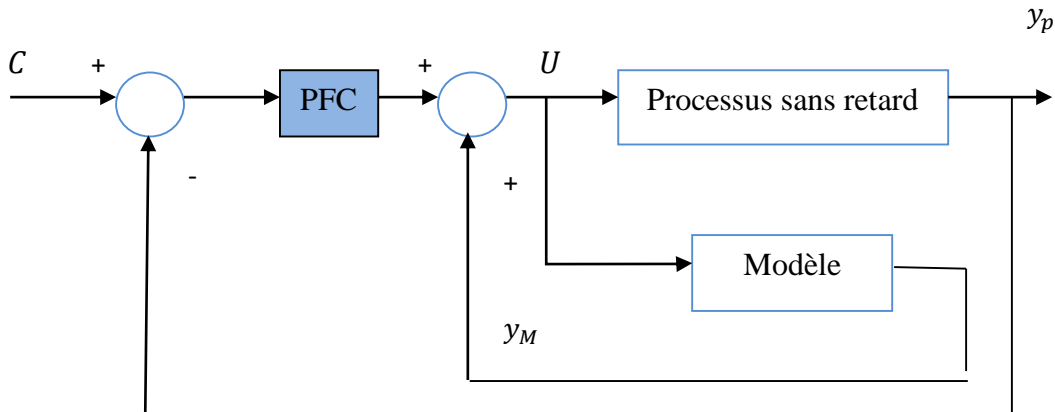 y_p
C
+
+
U
PFC
Processus sans retard
-
+
Modèle
y_M